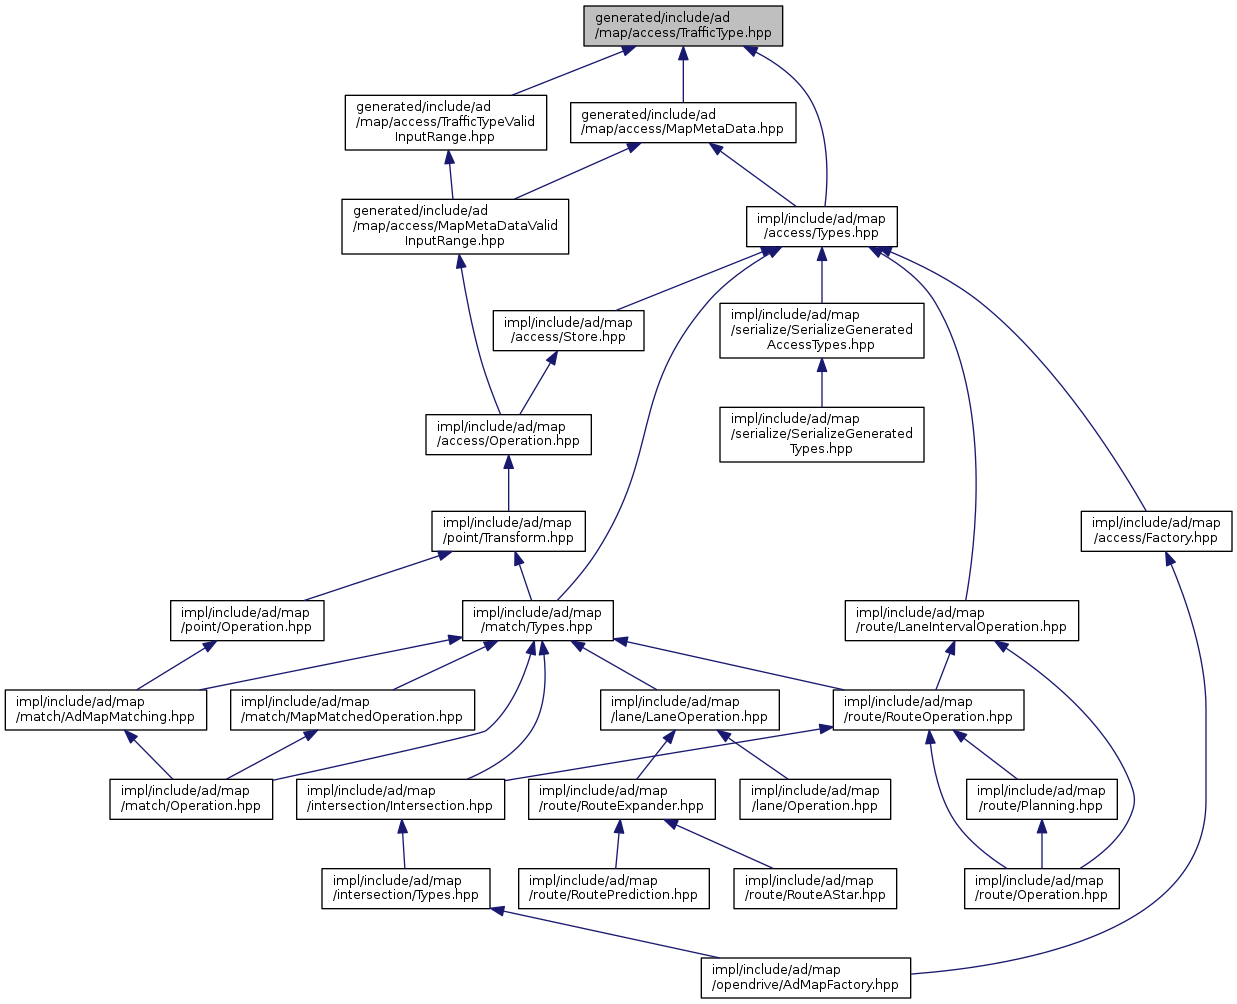 generated/include/ad
/map/access/TrafficType.hpp
generated/include/ad
/map/access/TrafficTypeValid
InputRange.hpp
generated/include/ad
/map/access/MapMetaData.hpp
generated/include/ad
/map/access/MapMetaDataValid
InputRange.hpp
impl/include/ad/map
/access/Types.hpp
impl/include/ad/map
/access/Store.hpp
impl/include/ad/map
/serialize/SerializeGenerated
AccessTypes.hpp
impl/include/ad/map
/access/Operation.hpp
impl/include/ad/map
/serialize/SerializeGenerated
Types.hpp
impl/include/ad/map
/point/Transform.hpp
impl/include/ad/map
/access/Factory.hpp
impl/include/ad/map
/point/Operation.hpp
impl/include/ad/map
/match/Types.hpp
impl/include/ad/map
/route/LaneIntervalOperation.hpp
impl/include/ad/map
/match/AdMapMatching.hpp
impl/include/ad/map
/match/MapMatchedOperation.hpp
impl/include/ad/map
/lane/LaneOperation.hpp
impl/include/ad/map
/route/RouteOperation.hpp
impl/include/ad/map
/match/Operation.hpp
impl/include/ad/map
/intersection/Intersection.hpp
impl/include/ad/map
/route/RouteExpander.hpp
impl/include/ad/map
/lane/Operation.hpp
impl/include/ad/map
/route/Planning.hpp
impl/include/ad/map
/intersection/Types.hpp
impl/include/ad/map
/route/RoutePrediction.hpp
impl/include/ad/map
/route/RouteAStar.hpp
impl/include/ad/map
/route/Operation.hpp
impl/include/ad/map
/opendrive/AdMapFactory.hpp